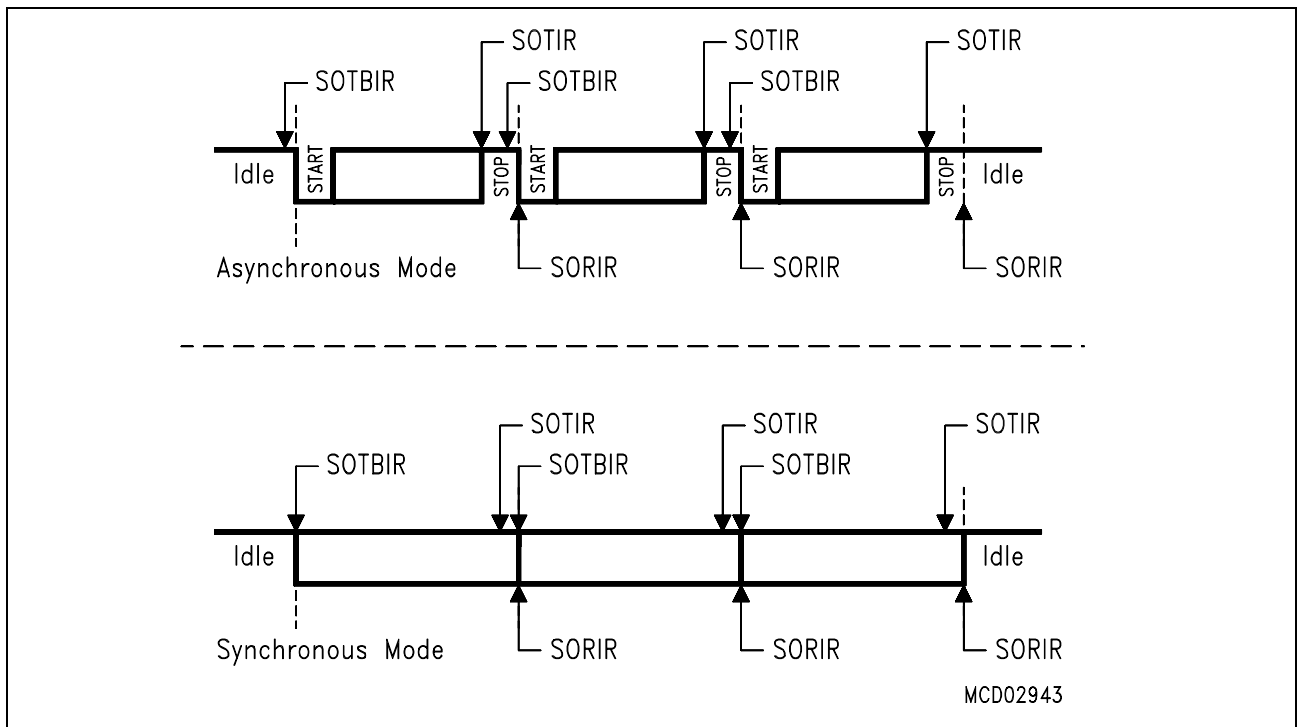 SOTIR SOTIR SOTIR
SOTBIR SOTBIR SOTBIR
Idle START STOP START STOP START STOP Idle
Asynchronous Mode SORIR SORIR SORIR
SOTIR SOTIR SOTIR
SOTBIR SOTBIR SOTBIR
Idle Idle
Synchronous Mode SORIR SORIR SORIR
MCD02943